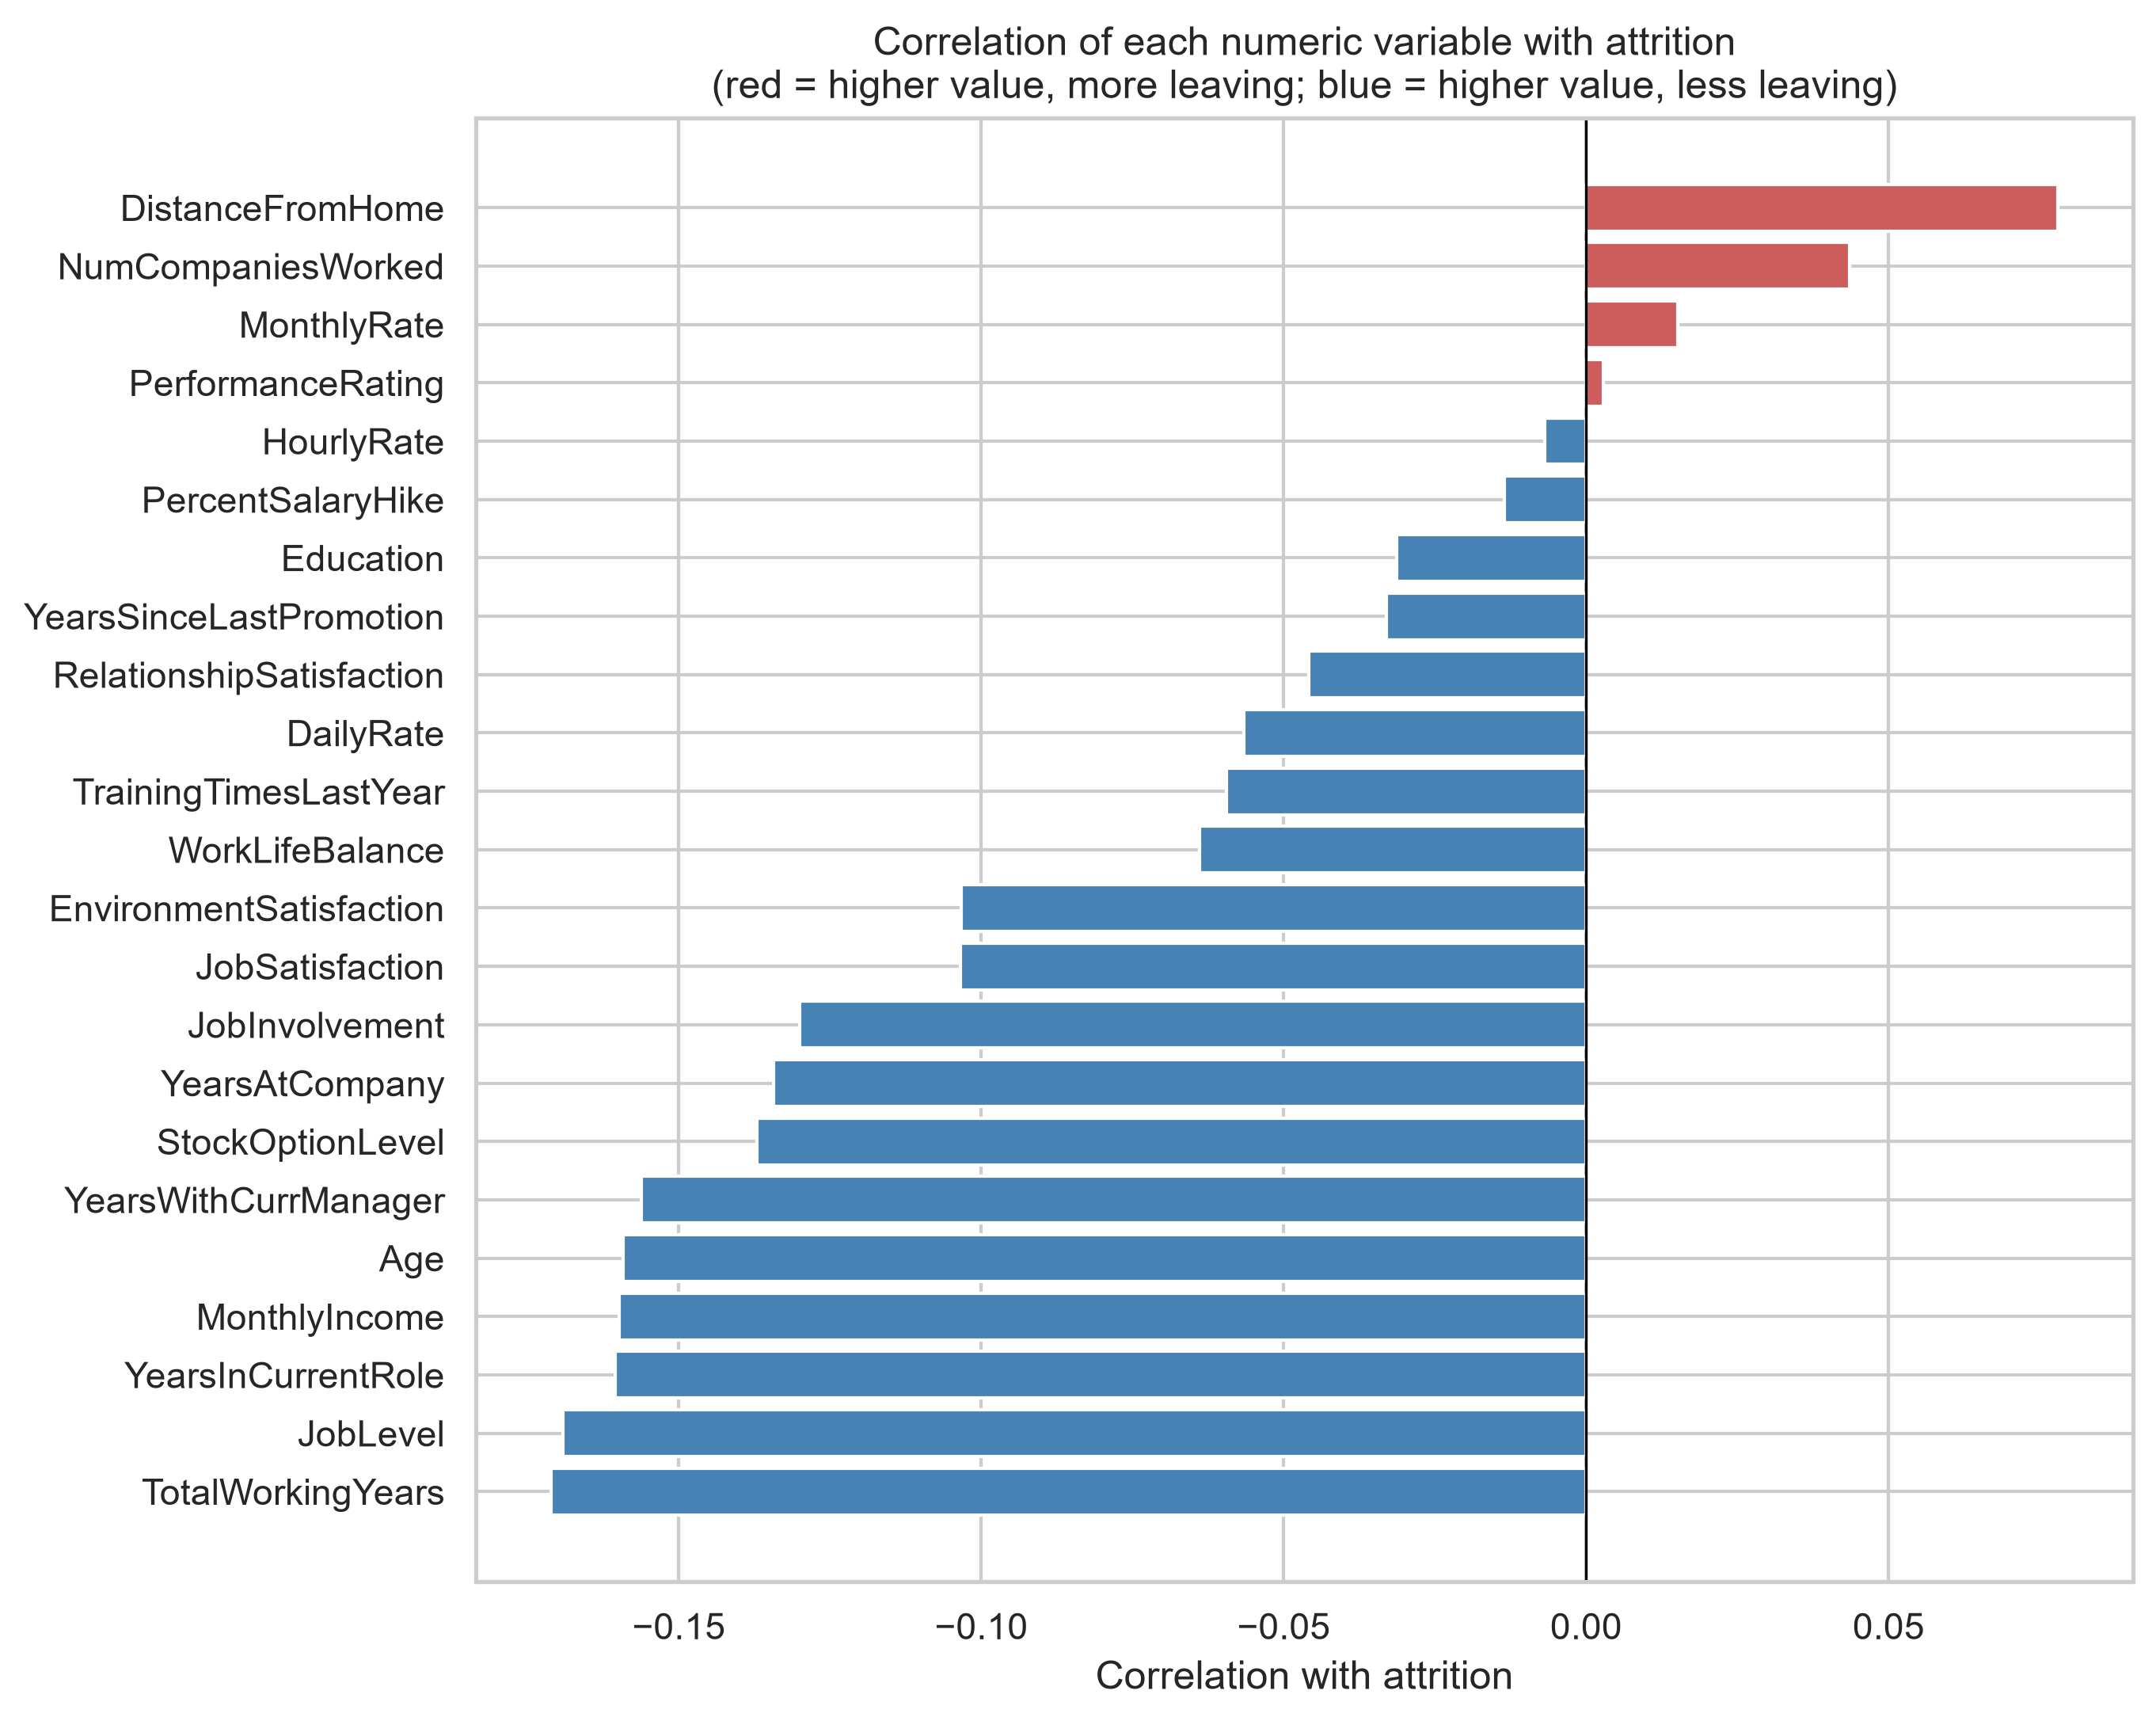 Correlation of each numeric variable with attrition
(red = higher value, more leaving; blue = higher value, less leaving)
DistanceFromHome
NumCompaniesWorked
MonthlyRate
PerformanceRating
HourlyRate
PercentSalaryHike
Education
YearsSinceLastPromotion
RelationshipSatisfaction
DailyRate
TrainingTimesLastYear
WorkLifeBalance
EnvironmentSatisfaction
JobSatisfaction
JobInvolvement
YearsAtCompany
StockOptionLevel
YearsWithCurrManager
Age
MonthlyIncome
YearsInCurrentRole
JobLevel
TotalWorkingYears
−0.15 −0.10 −0.05 0.00 0.05
Correlation with attrition